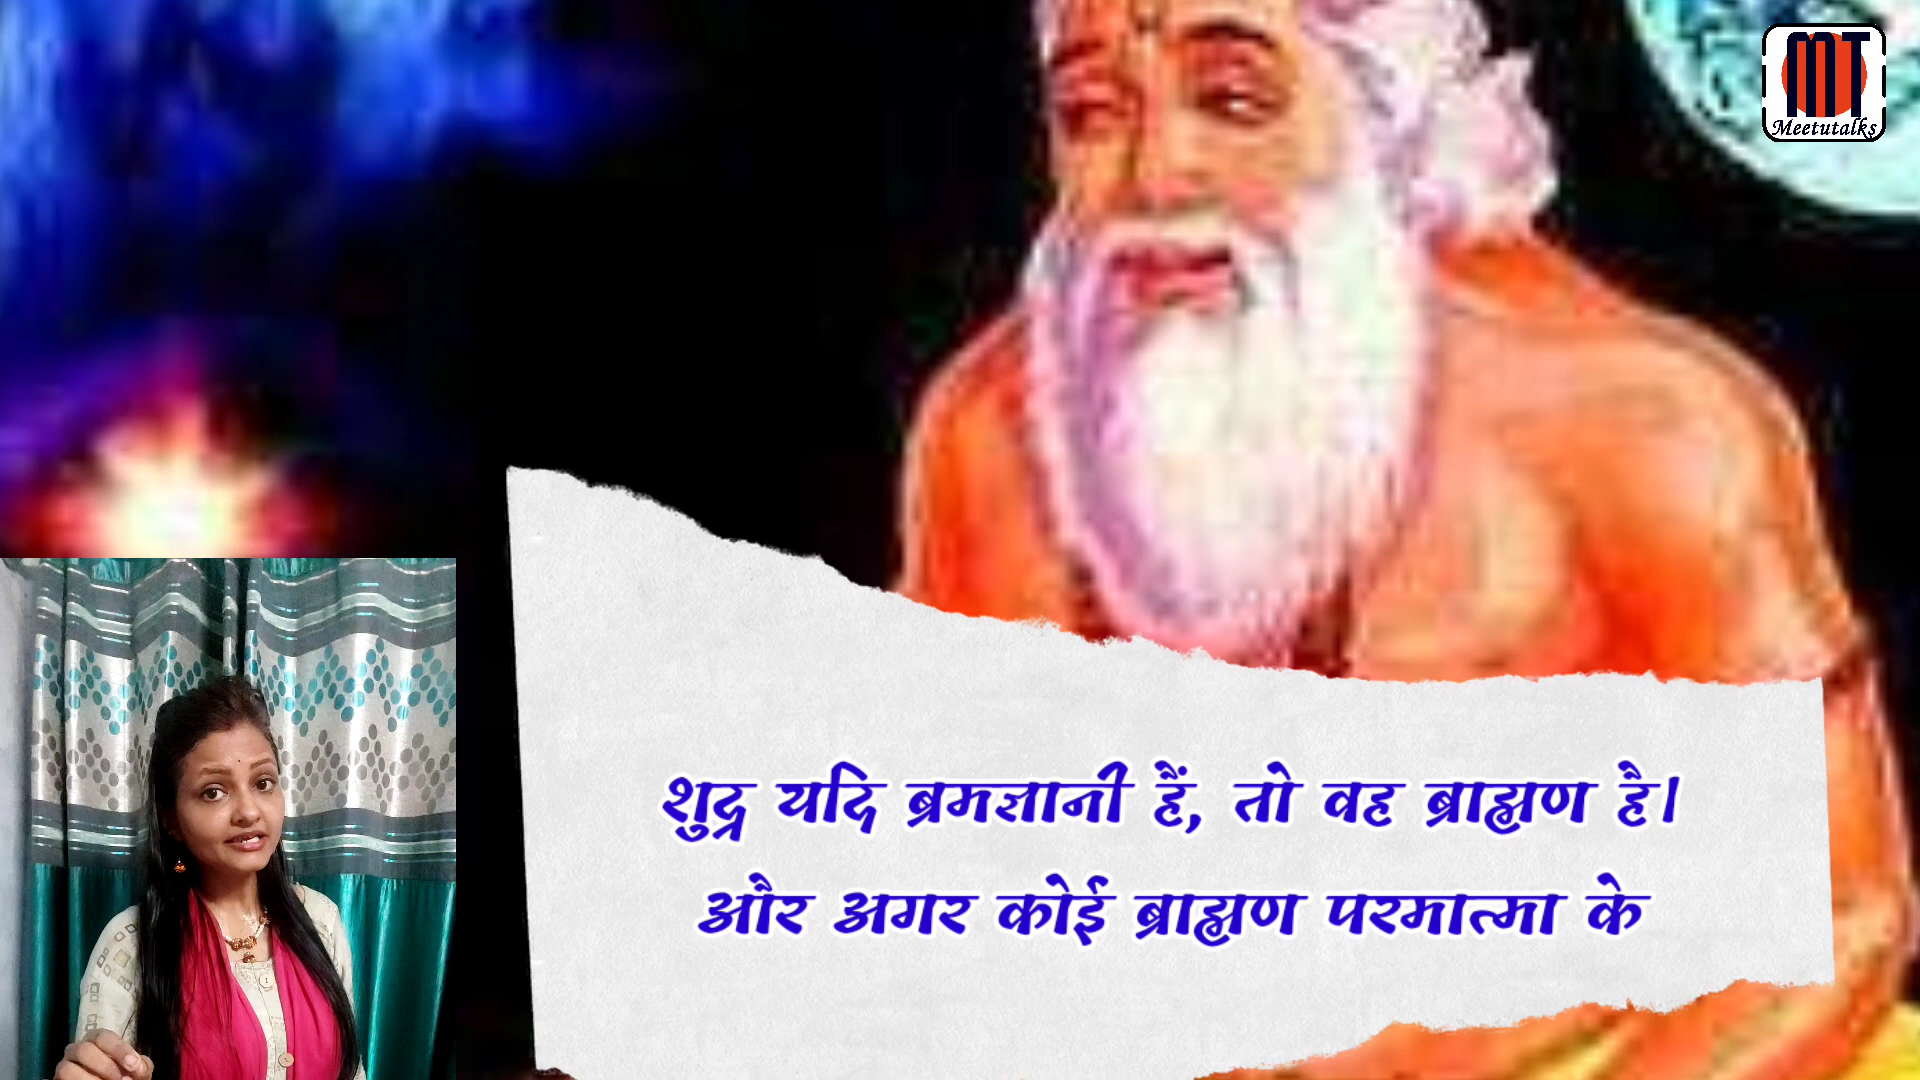 MT
Meetutalks
शुद्र यदि ब्रमज्ञानी हैं, तो वह ब्राह्मण है।
और अगर कोई ब्राह्मण परमात्मा के